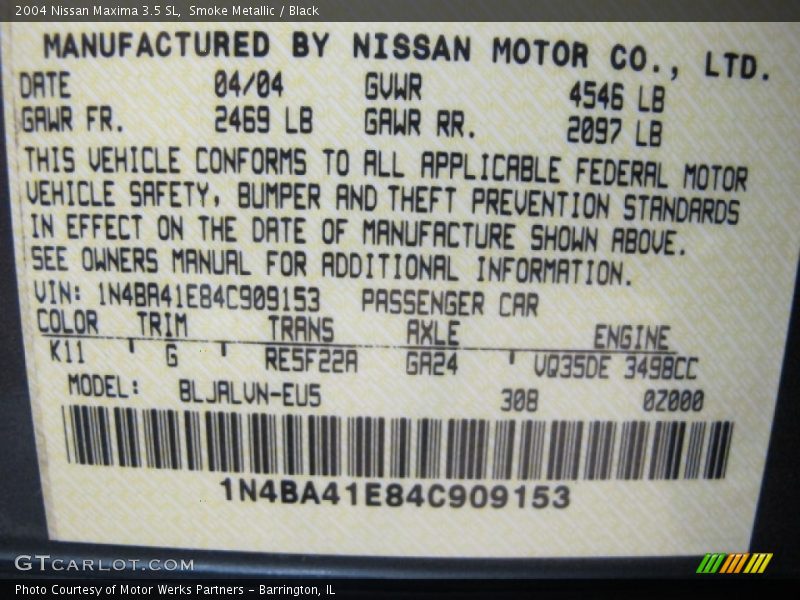 2004 Nissan Maxima 3.5 SL, Smoke Metallic / Black
MANUFACTURED BY NISSAN MOTOR CO., LTD.
DATE 04/04 GVWR 4546 LB
GAWR FR. 2469 LB GAWR RR. 2097 LB
THIS VEHICLE CONFORMS TO ALL APPLICABLE FEDERAL MOTOR
VEHICLE SAFETY, BUMPER AND THEFT PREVENTION STANDARDS
IN EFFECT ON THE DATE OF MANUFACTURE SHOWN ABOVE.
SEE OWNERS MANUAL FOR ADDITIONAL INFORMATION.
VIN: 1N4BA41E84C909153 PASSENGER CAR
COLOR TRIM TRANS AXLE ENGINE
K11 G RE5F22A GA24 VQ35DE 3498CC
MODEL: BLJALVN-EU5 308 0Z000
1N4BA41E84C909153
GTCARLOT.COM
Photo Courtesy of Motor Werks Partners - Barrington, IL